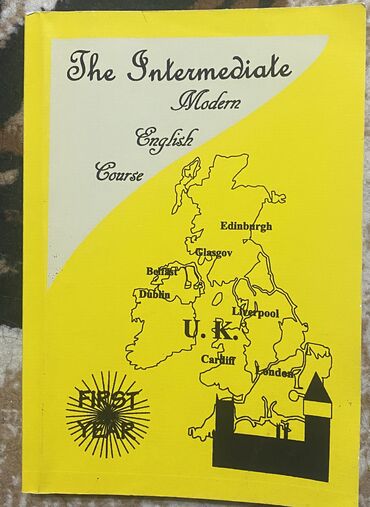 The Intermediate
Modern
English
Course
Edinburgh
Glasgov
Belfast
Dublin
Liverpool
U. K.
Cardiff
London
FIRST
YEAR